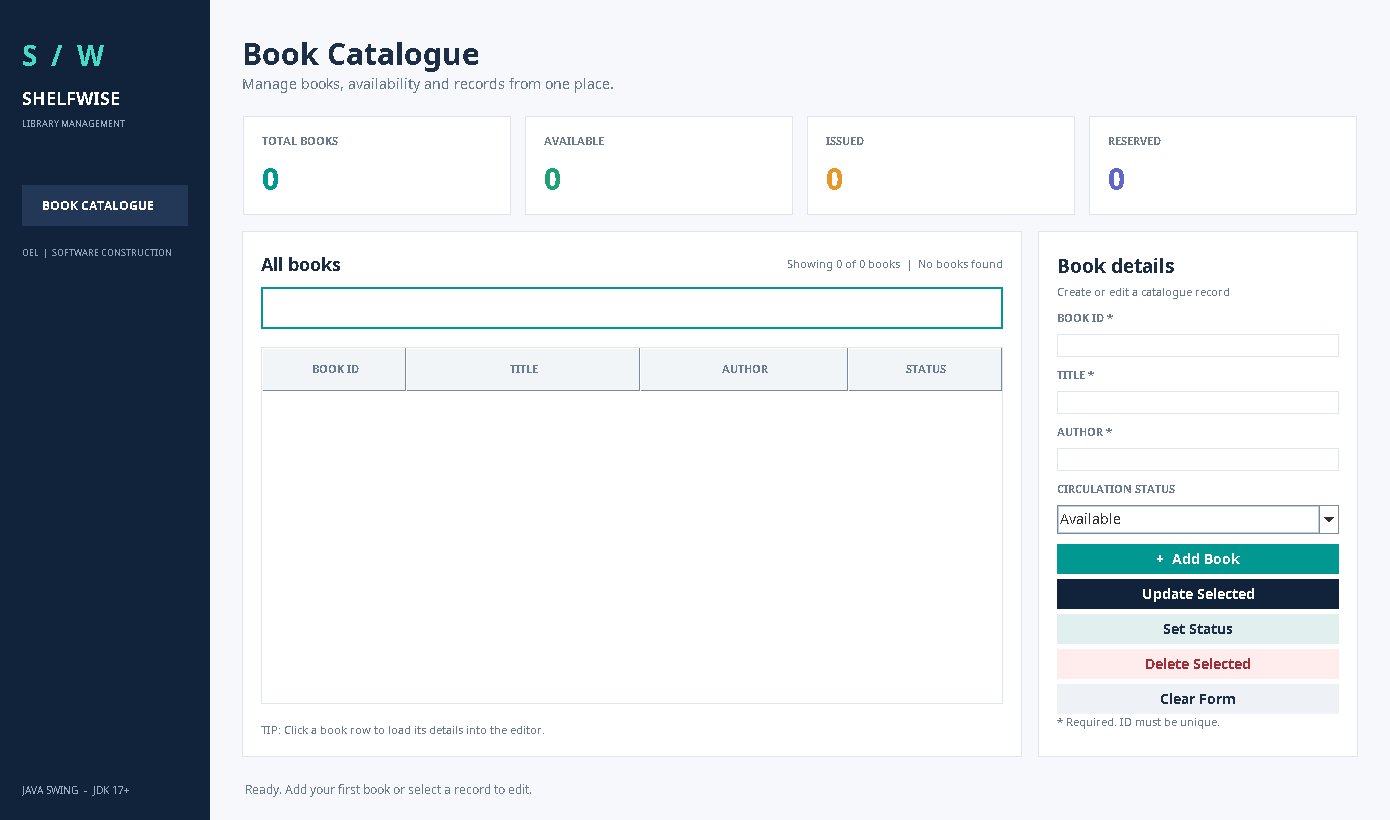 S / W
SHELFWISE
LIBRARY MANAGEMENT
BOOK CATALOGUE
OEL | SOFTWARE CONSTRUCTION
JAVA SWING - JDK 17+
Book Catalogue
Manage books, availability and records from one place.
TOTAL BOOKS
0
AVAILABLE
0
ISSUED
0
RESERVED
0
All books
Showing 0 of 0 books | No books found
BOOK ID
TITLE
AUTHOR
STATUS
TIP: Click a book row to load its details into the editor.
Book details
Create or edit a catalogue record
BOOK ID *
TITLE *
AUTHOR *
CIRCULATION STATUS
Available
+ Add Book
Update Selected
Set Status
Delete Selected
Clear Form
* Required. ID must be unique.
Ready. Add your first book or select a record to edit.